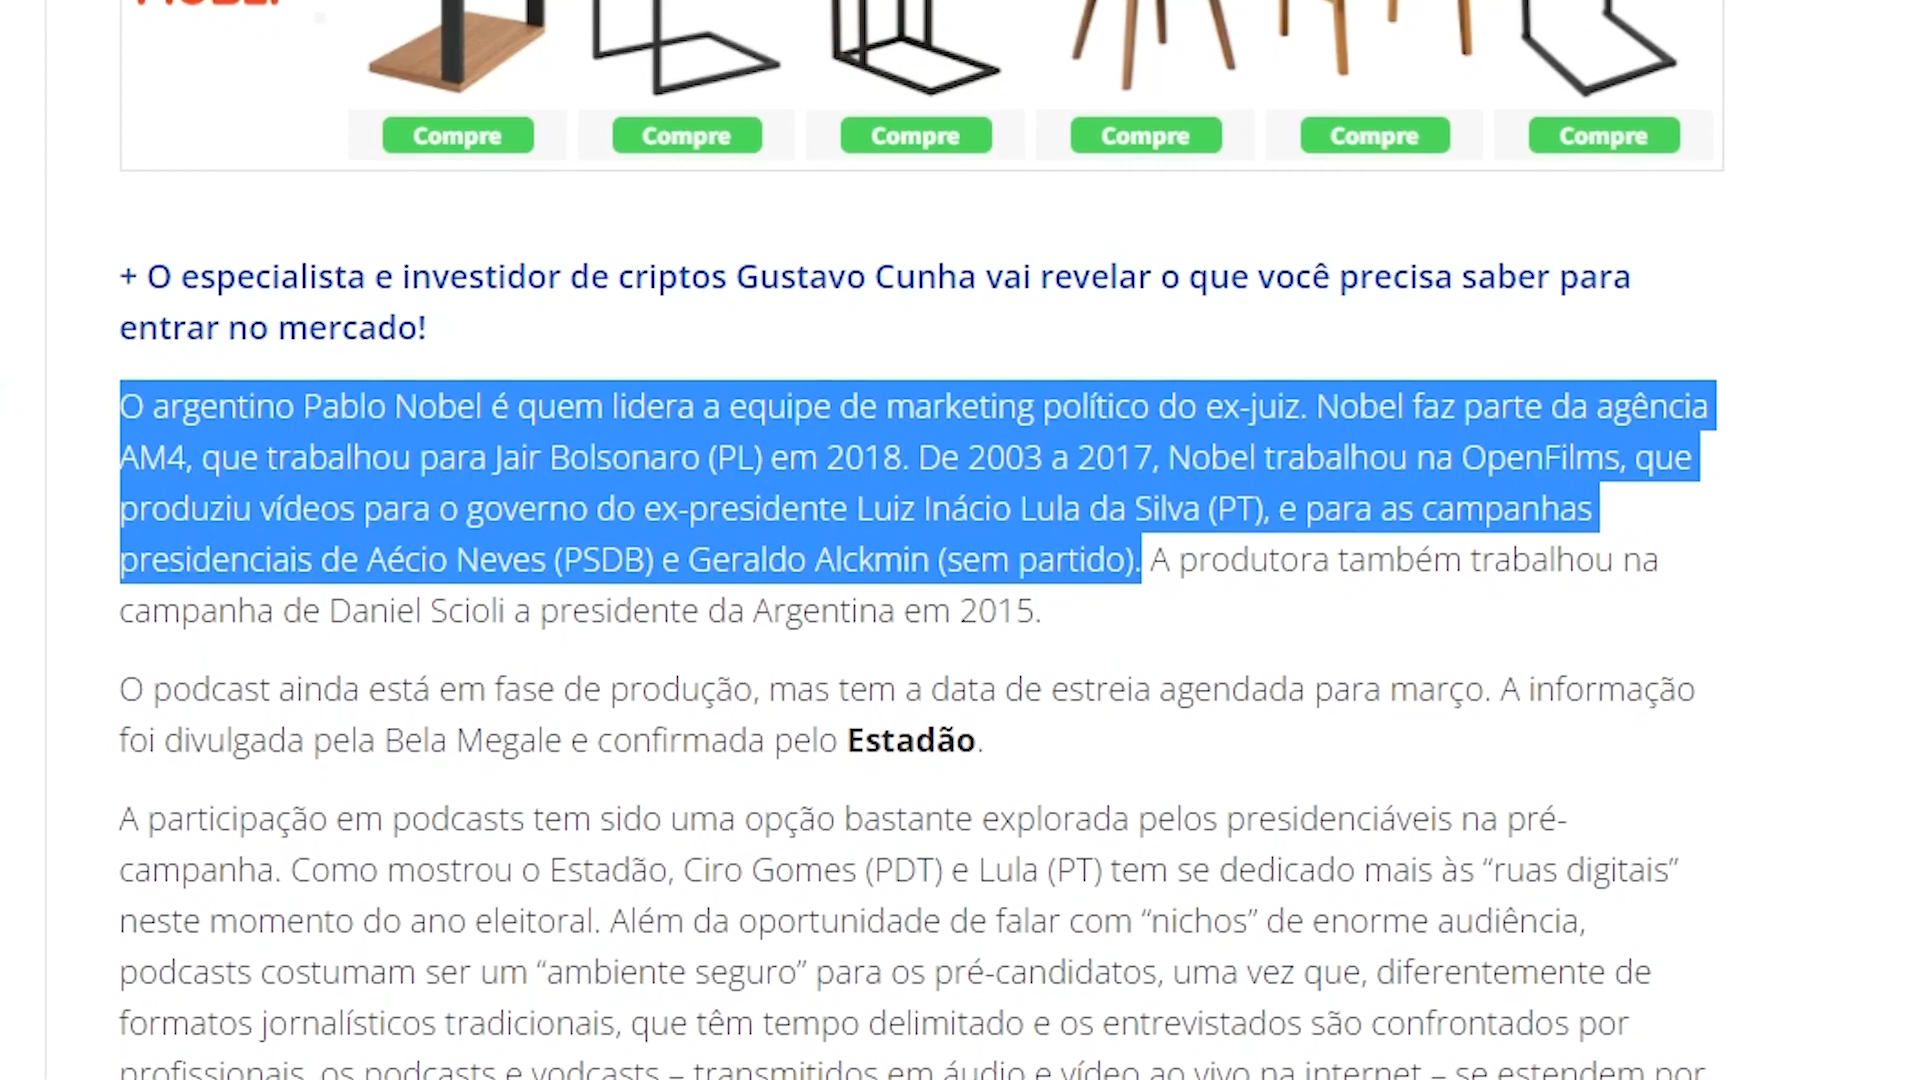 Compre Compre Compre Compre Compre Compre
+ O especialista e investidor de criptos Gustavo Cunha vai revelar o que você precisa saber para
entrar no mercado!
O argentino Pablo Nobel é quem lidera a equipe de marketing político do ex-juiz. Nobel faz parte da agência
AM4, que trabalhou para Jair Bolsonaro (PL) em 2018. De 2003 a 2017, Nobel trabalhou na OpenFilms, que
produziu vídeos para o governo do ex-presidente Luiz Inácio Lula da Silva (PT), e para as campanhas
presidenciais de Aécio Neves (PSDB) e Geraldo Alckmin (sem partido). A produtora também trabalhou na
campanha de Daniel Scioli a presidente da Argentina em 2015.
O podcast ainda está em fase de produção, mas tem a data de estreia agendada para março. A informação
foi divulgada pela Bela Megale e confirmada pelo Estadão.
A participação em podcasts tem sido uma opção bastante explorada pelos presidenciáveis na pré-
campanha. Como mostrou o Estadão, Ciro Gomes (PDT) e Lula (PT) tem se dedicado mais às “ruas digitais”
neste momento do ano eleitoral. Além da oportunidade de falar com “nichos” de enorme audiência,
podcasts costumam ser um “ambiente seguro” para os pré-candidatos, uma vez que, diferentemente de
formatos jornalísticos tradicionais, que têm tempo delimitado e os entrevistados são confrontados por
profissionais, os podcasts e vodcasts – transmitidos em áudio e vídeo ao vivo na internet – se estendem por